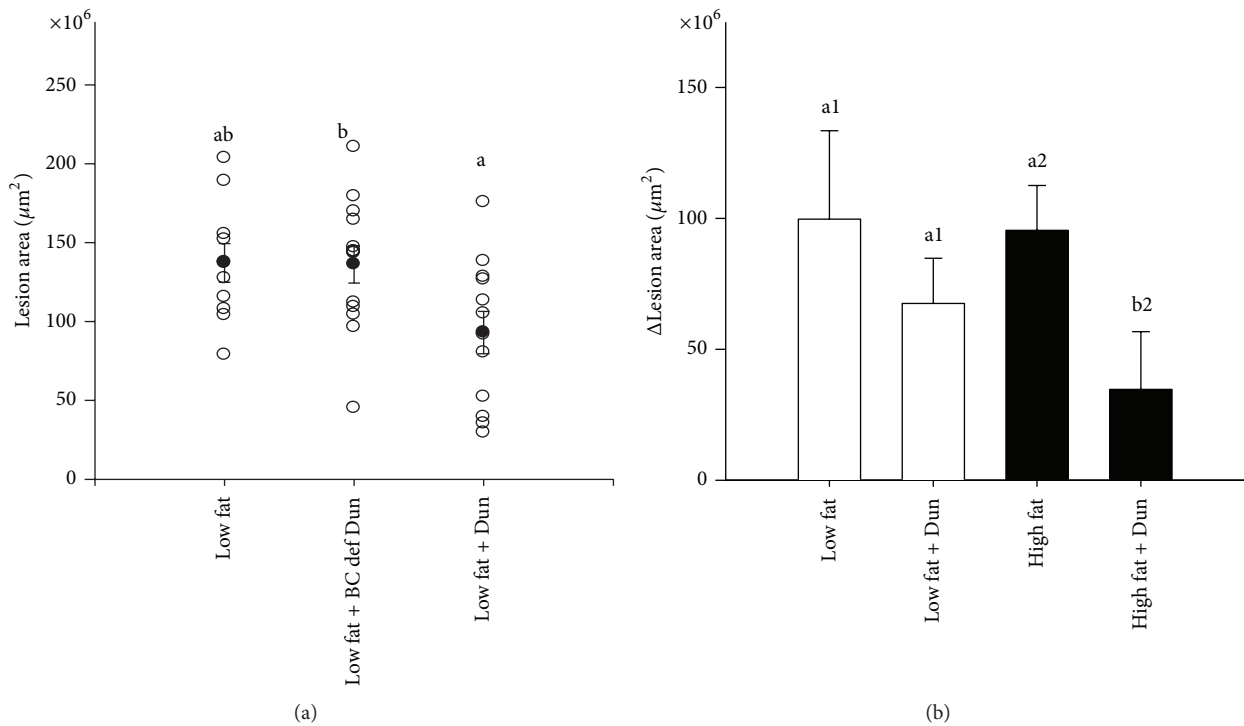 ×10⁶
250
200
150
100
50
0
Lesion area (μm²)
ab
b
a
Low fat
Low fat + BC def Dun
Low fat + Dun
(a)
×10⁶
150
100
50
0
ΔLesion area (μm²)
a1
a1
a2
b2
Low fat
Low fat + Dun
High fat
High fat + Dun
(b)